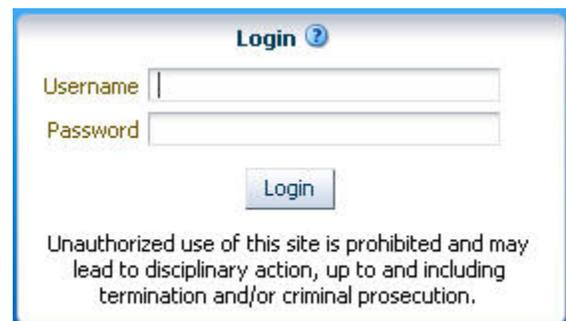 Login ?
Username
Password
Login
Unauthorized use of this site is prohibited and may
lead to disciplinary action, up to and including
termination and/or criminal prosecution.